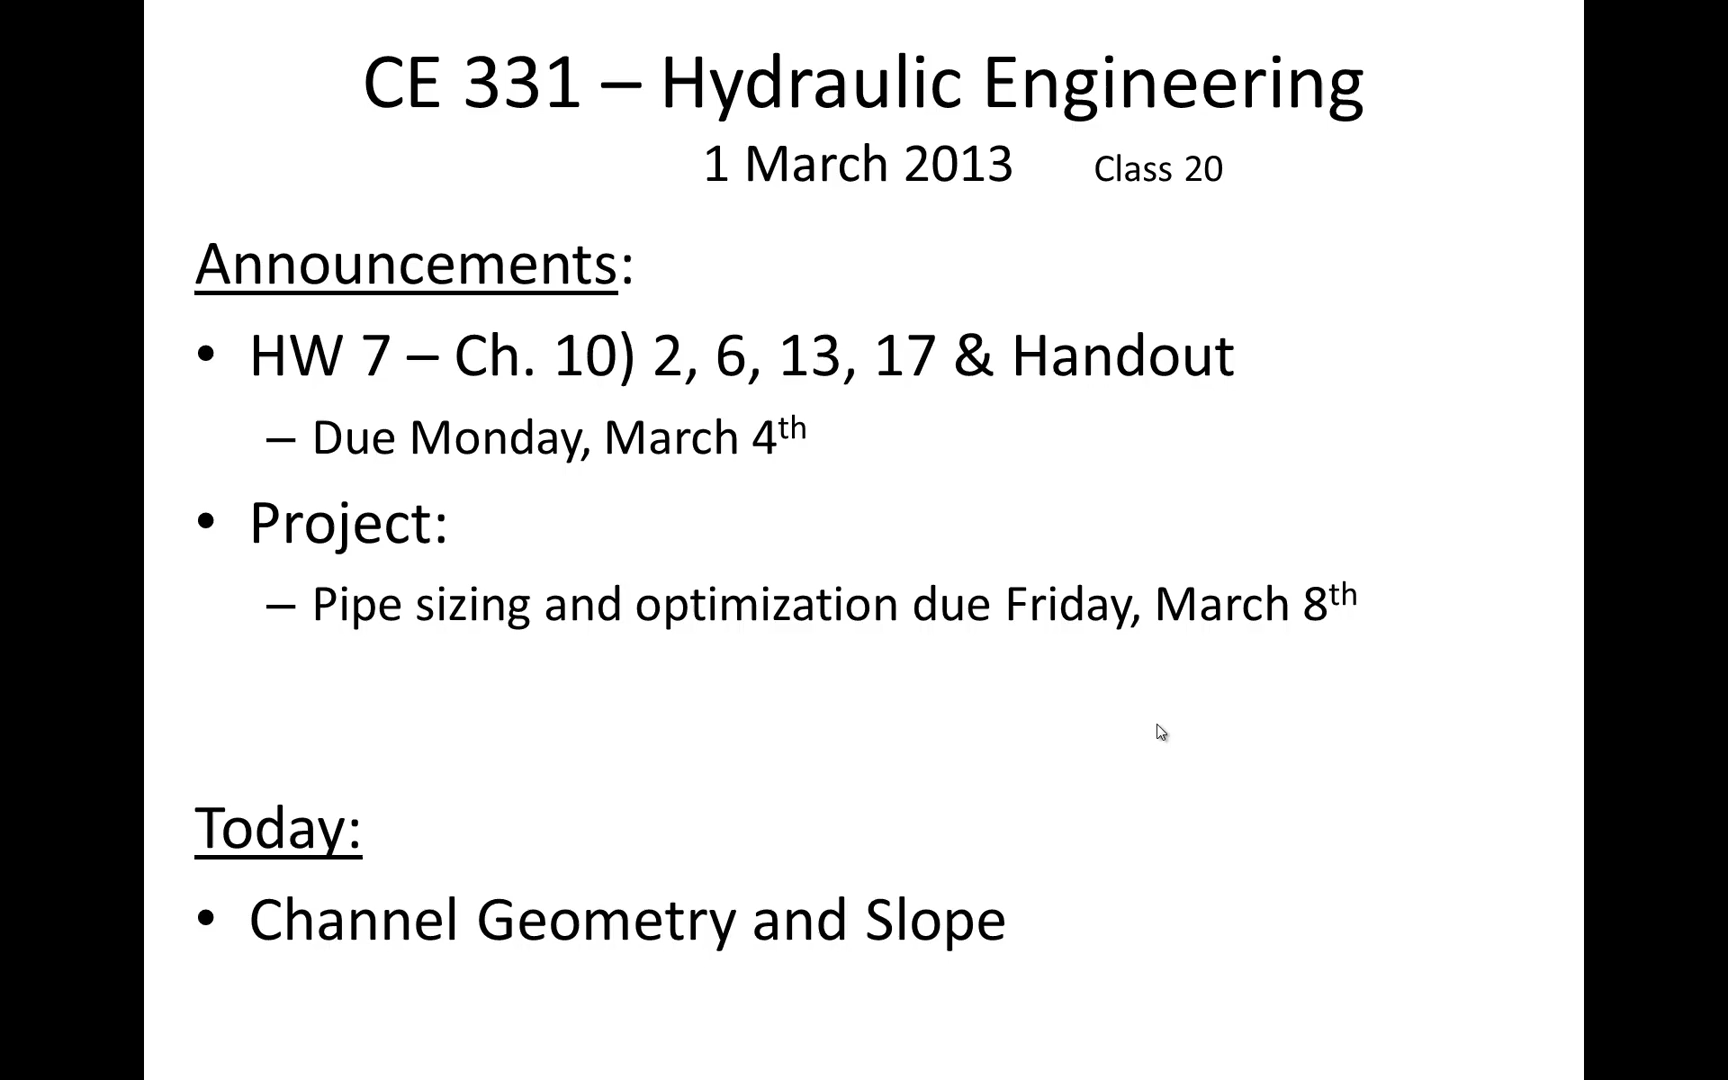 CE 331 – Hydraulic Engineering
1 March 2013 Class 20
Announcements:
• HW 7 – Ch. 10) 2, 6, 13, 17 & Handout
– Due Monday, March 4th
• Project:
– Pipe sizing and optimization due Friday, March 8th
Today:
• Channel Geometry and Slope